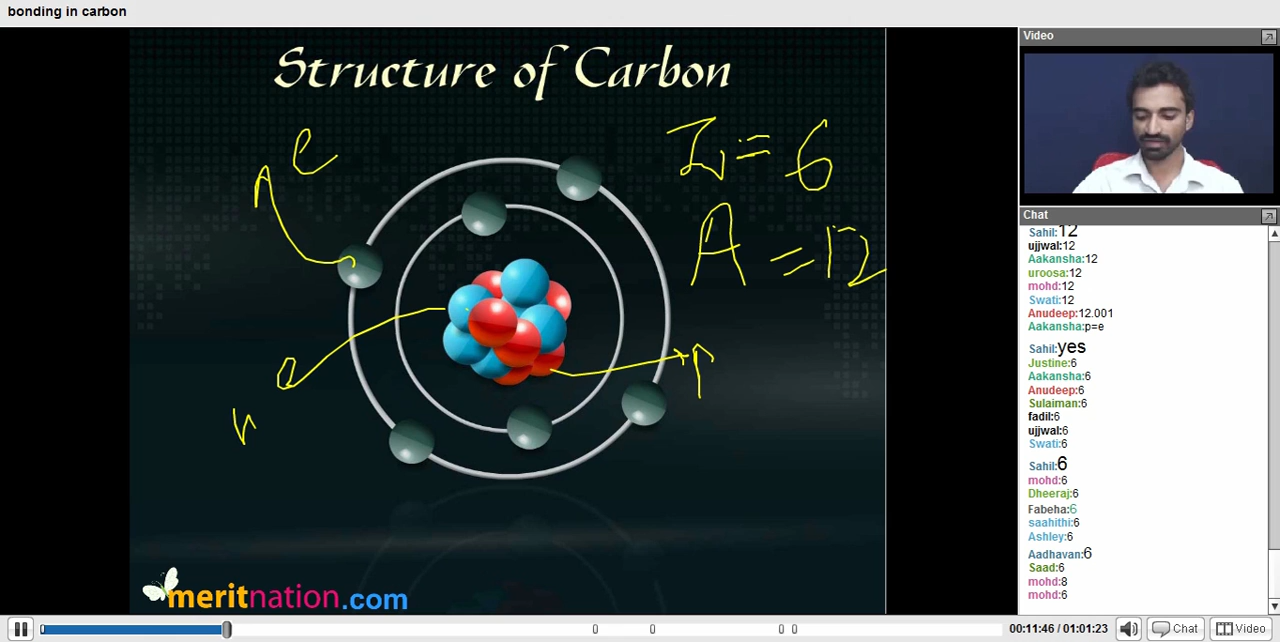 bonding in carbon
Structure of Carbon
e
Z = 6
A = 12
p
n
meritnation.com
Video
Chat
Sahil:12
ujjwal:12
Aakansha:12
uroosa:12
mohd:12
Swati:12
Anudeep:12.001
Aakansha:p=e
Sahil:yes
Justine:6
Aakansha:6
Anudeep:6
Sulaiman:6
fadil:6
ujjwal:6
Swati:6
Sahil:6
mohd:6
Dheeraj:6
Fabeha:6
saahithi:6
Ashley:6
Aadhavan:6
Saad:6
mohd:8
mohd:6
00:11:46 / 01:01:23
Chat
Video